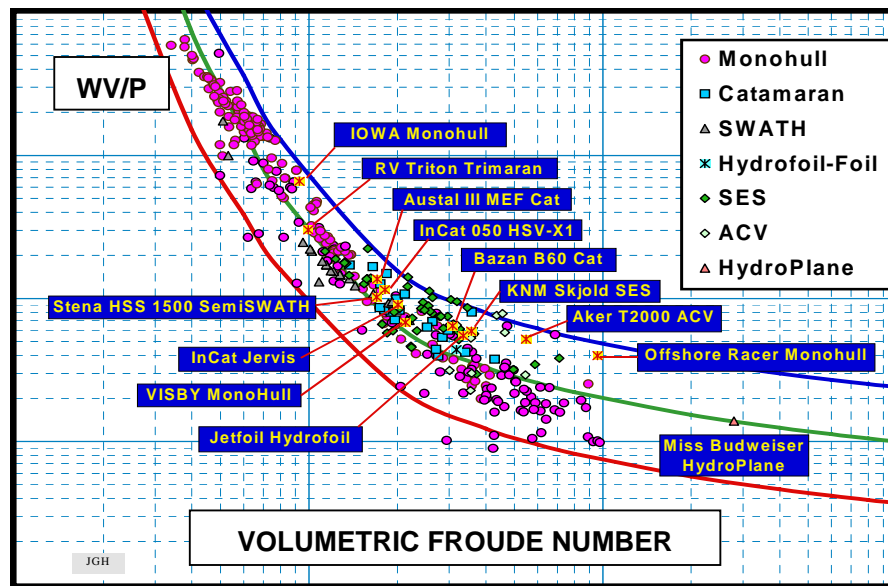 WV/P
Monohull
Catamaran
SWATH
Hydrofoil-Foil
SES
ACV
HydroPlane
IOWA Monohull
RV Triton Trimaran
Austal III MEF Cat
InCat 050 HSV-X1
Bazan B60 Cat
KNM Skjold SES
Stena HSS 1500 SemiSWATH
Aker T2000 ACV
InCat Jervis
Offshore Racer Monohull
VISBY MonoHull
Jetfoil Hydrofoil
Miss Budweiser
HydroPlane
VOLUMETRIC FROUDE NUMBER
JGH